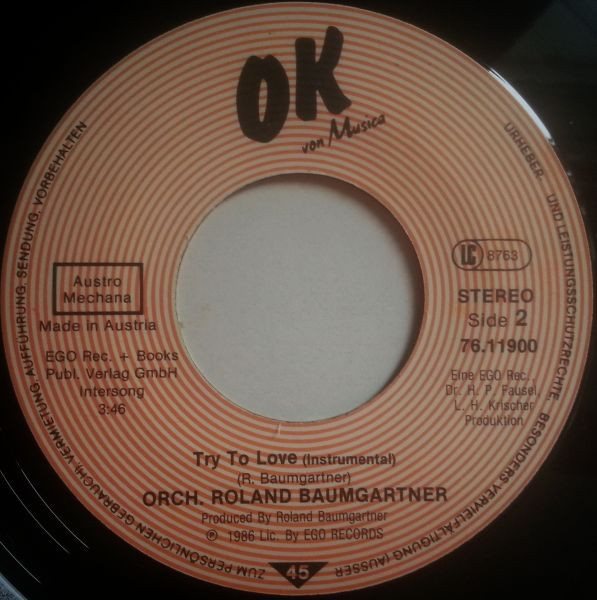 OK
von Musica
URHEBER- UND LEISTUNGSSCHUTZRECHTE, BESONDERS VERVIELFÄLTIGUNG (AUSSER ZUM PERSÖNLICHEN GEBRAUCH), VERMIETUNG AUFFÜHRUNG, SENDUNG, VORBEHALTEN
Austro
Mechana
Made in Austria
EGO Rec. + Books
Publ. Verlag GmbH
Intersong
3:46
LC 8763
STEREO
Side 2
76.11900
Eine EGO Rec.,
Dr. H. P. Fausel,
L. H. Krischer
Produktion
Try To Love (Instrumental)
(R. Baumgartner)
ORCH. ROLAND BAUMGARTNER
Produced By Roland Baumgartner
℗ 1986 Lic. By EGO RECORDS
45